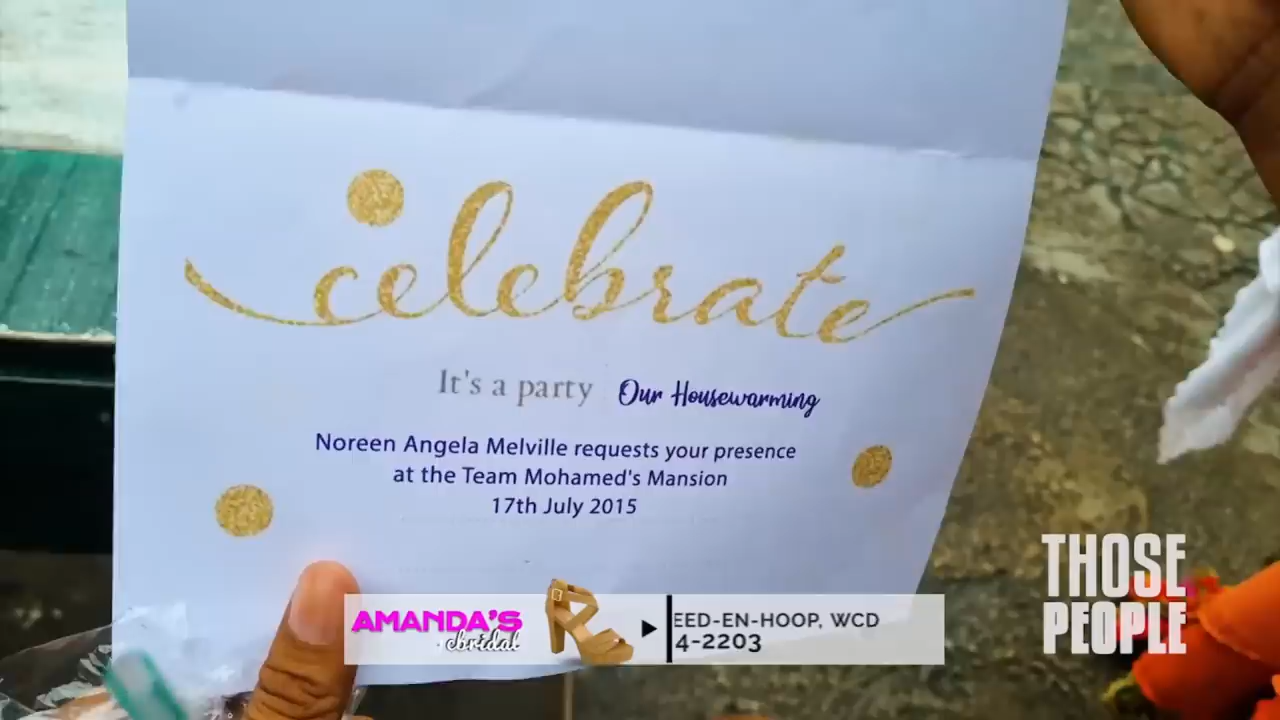 celebrate
It's a party Our Housewarming
Noreen Angela Melville requests your presence
at the Team Mohamed's Mansion
17th July 2015
THOSE
PEOPLE
AMANDA'S
bridal
EED-EN-HOOP, WCD
4-2203